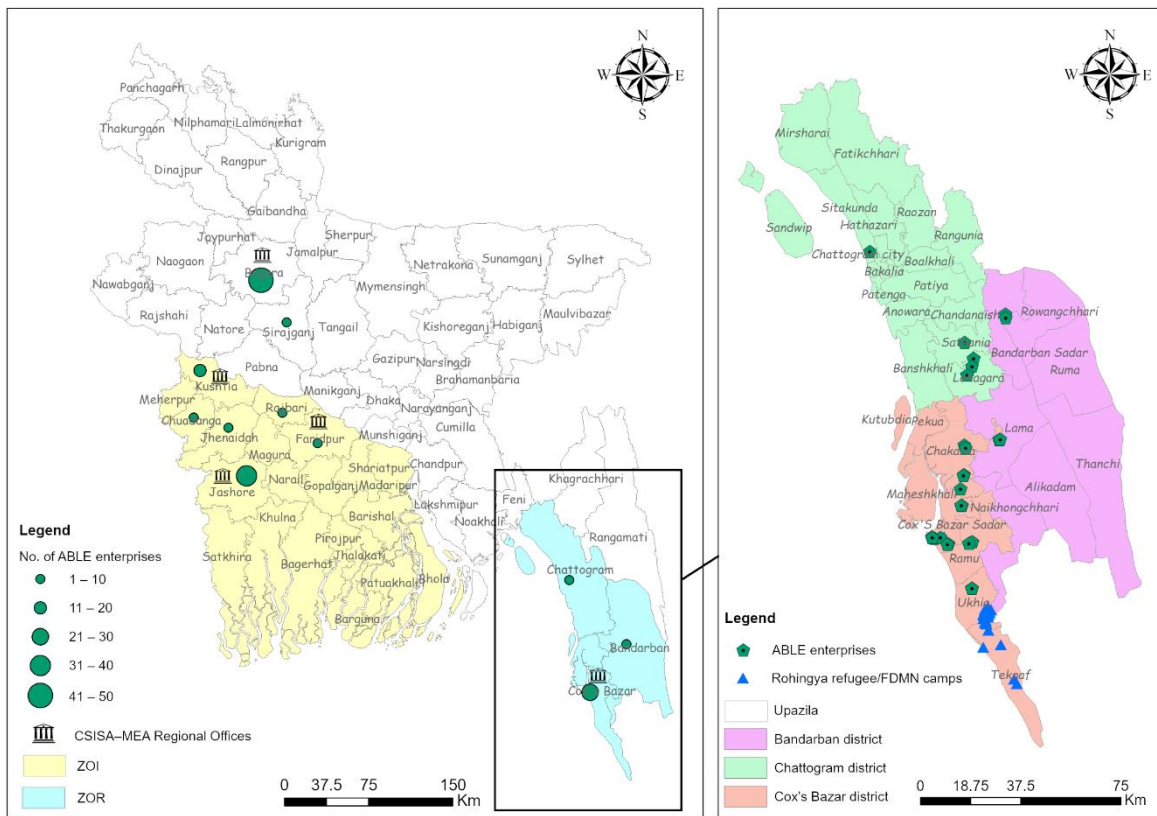 N
W E
S
Panchagarh
Thakurgaon
Nilphamari
Lalmonirhat
Kurigram
Rangpur
Dinajpur
Gaibandha
Joypurhat
Sherpur
Jamalpur
Naogaon
Bogura
Netrakona
Sunamganj
Sylhet
Nawabganj
Mymensingh
Rajshahi
Natore
Sirajganj
Tangail
Kishoreganj
Habiganj
Maulvibazar
Gazipur
Narsingdi
Pabna
Brahamanbaria
Kushtia
Manikganj
Meherpur
Dhaka
Narayanganj
Rajbari
Chuadanga
Cumilla
Jhenaidah
Faridpur
Munshiganj
Magura
Shariatpur
Chandpur
Khagrachhari
Jashore
Narail
Gopalganj
Madaripur
Feni
Lakshmipur
Khulna
Barishal
Noakhali
Rangamati
Pirojpur
Satkhira
Jhalakati
Bagerhat
Chattogram
Patuakhali
Bhola
Barguna
Bandarban
Cox's Bazar
Legend
No. of ABLE enterprises
1 – 10
11 – 20
21 – 30
31 – 40
41 – 50
CSISA–MEA Regional Offices
ZOI
ZOR
0 37.5 75 150
Km
N
W E
S
Mirsharai
Fatikchhari
Sitakunda
Hathazari
Raozan
Sandwip
Rangunia
Chattogram city
Boalkhali
Bakalia
Patiya
Patenga
Anowara
Chandanaish
Rowangchhari
Satkania
Bandarban Sadar
Banshkhali
Ruma
Lohagara
Kutubdia
Pekua
Lama
Chakaria
Thanchi
Alikadam
Maheshkhali
Naikhongchhari
Cox'S Bazar Sadar
Ramu
Ukhia
Teknaf
Legend
ABLE enterprises
Rohingya refugee/FDMN camps
Upazila
Bandarban district
Chattogram district
Cox's Bazar district
0 18.75 37.5 75
Km